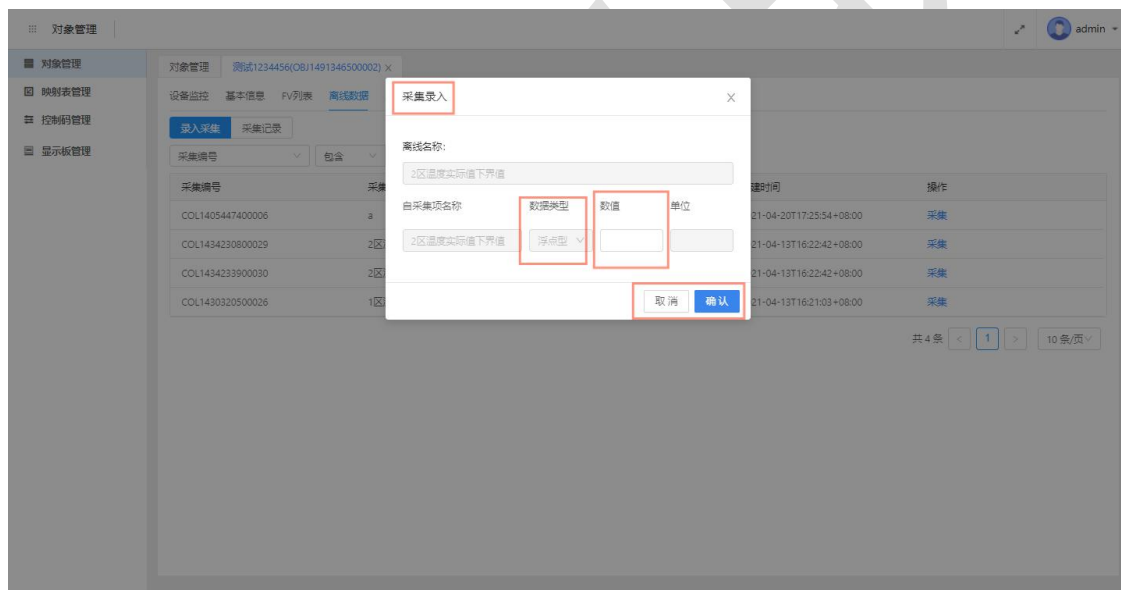 对象管理
admin
对象管理
映射表管理
控制码管理
显示板管理
对象管理 测试1234456(OBJ1491346500002) ×
设备监控 基本信息 FV列表 离线数据
录入采集 采集记录
采集编号 包含
采集编号 采集 建时间 操作
COL1405447400006 a 21-04-20T17:25:54+08:00 采集
COL1434230800029 2区 21-04-13T16:22:42+08:00 采集
COL1434233900030 2区 21-04-13T16:22:42+08:00 采集
COL1430320500026 1区 21-04-13T16:21:03+08:00 采集
共 4 条 < 1 > 10 条/页
采集录入 ×
离线名称:
2区温度实际值下界值
自采集项名称 数据类型 数值 单位
2区温度实际值下界值 浮点型
取消 确认